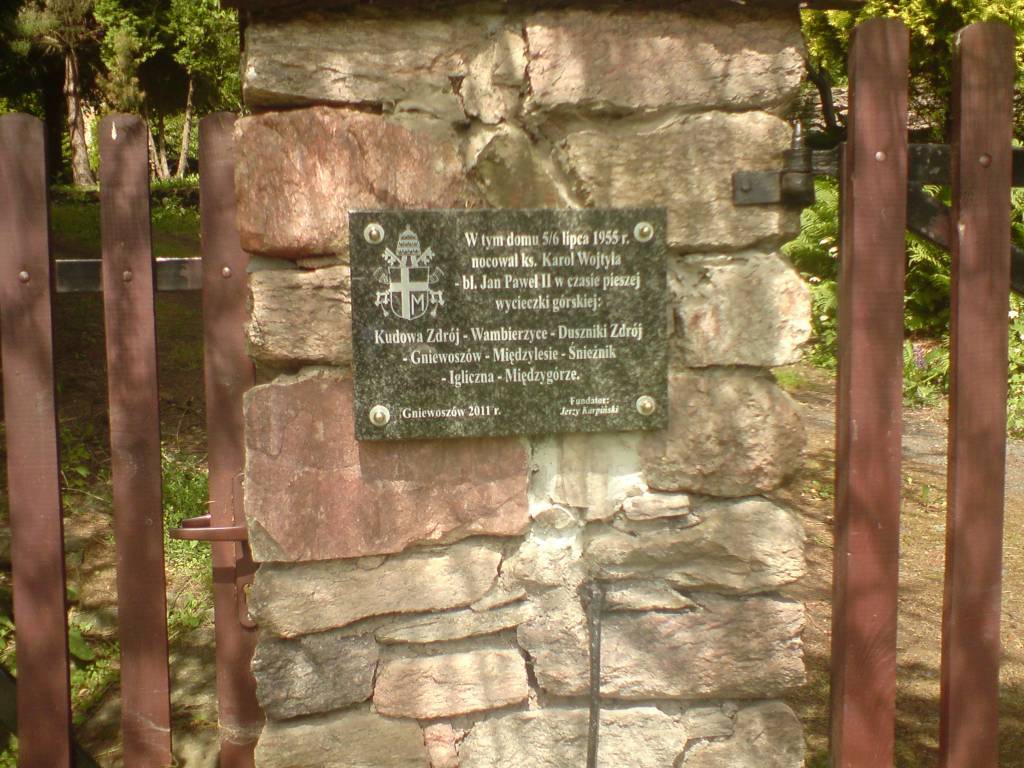 W tym domu 5/6 lipca 1955 r.
nocował ks. Karol Wojtyła
- bł. Jan Paweł II w czasie pieszej
wycieczki górskiej:
Kudowa Zdrój - Wambierzyce - Duszniki Zdrój
- Gniewoszów - Międzylesie - Śnieżnik
- Igliczna - Międzygórze.
M
Gniewoszów 2011 r.
Fundator:
Jerzy Karpiński